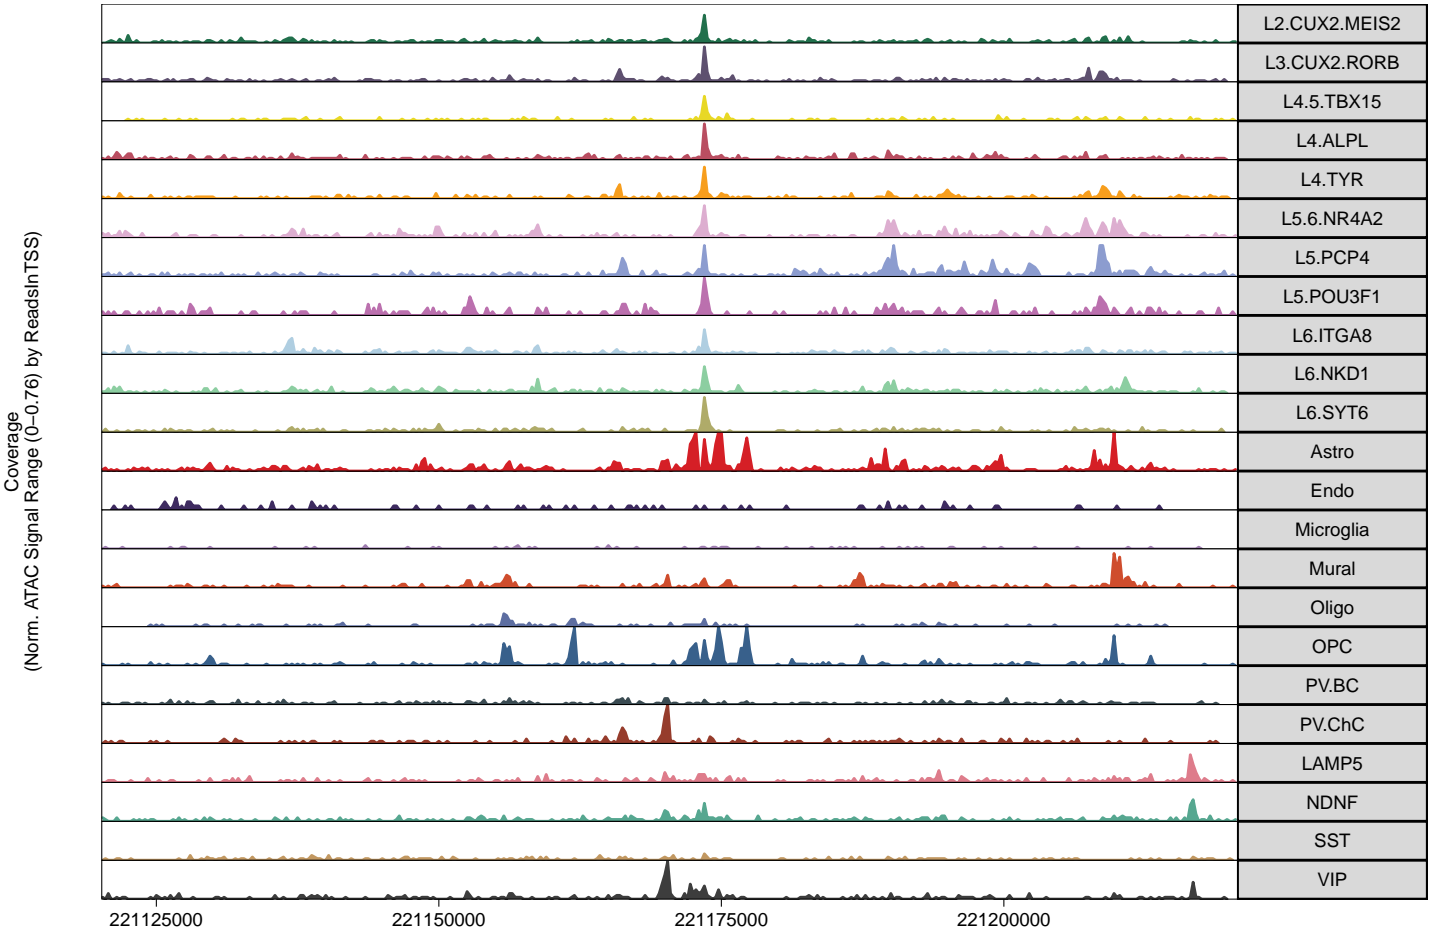 L2.CUX2.MEIS2
L3.CUX2.RORB
L4.5.TBX15
L4.ALPL
L4.TYR
L5.6.NR4A2
L5.PCP4
L5.POU3F1
L6.ITGA8
L6.NKD1
L6.SYT6
Astro
Endo
Microglia
Mural
Oligo
OPC
PV.BC
PV.ChC
LAMP5
NDNF
SST
VIP
Coverage
(Norm. ATAC Signal Range (0–0.76) by ReadsInTSS)
221125000 221150000 221175000 221200000